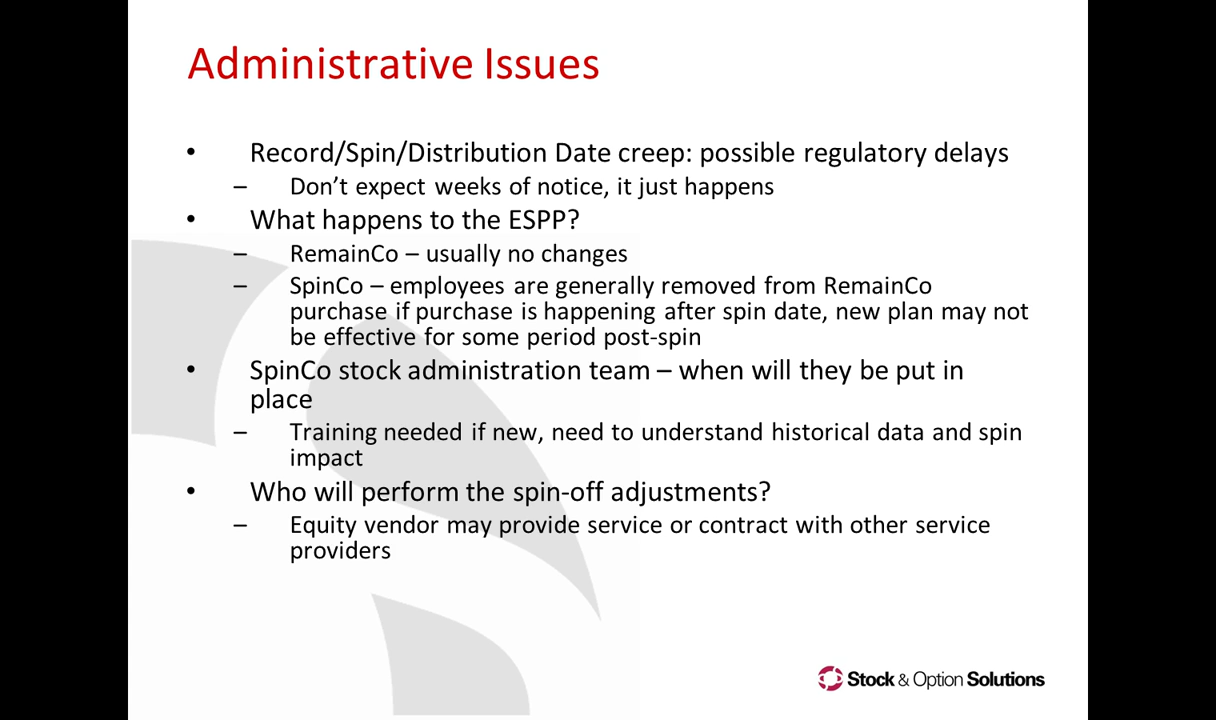 Administrative Issues
• Record/Spin/Distribution Date creep: possible regulatory delays
– Don’t expect weeks of notice, it just happens
• What happens to the ESPP?
– RemainCo – usually no changes
– SpinCo – employees are generally removed from RemainCo
purchase if purchase is happening after spin date, new plan may not
be effective for some period post-spin
• SpinCo stock administration team – when will they be put in
place
– Training needed if new, need to understand historical data and spin
impact
• Who will perform the spin-off adjustments?
– Equity vendor may provide service or contract with other service
providers
Stock & Option Solutions